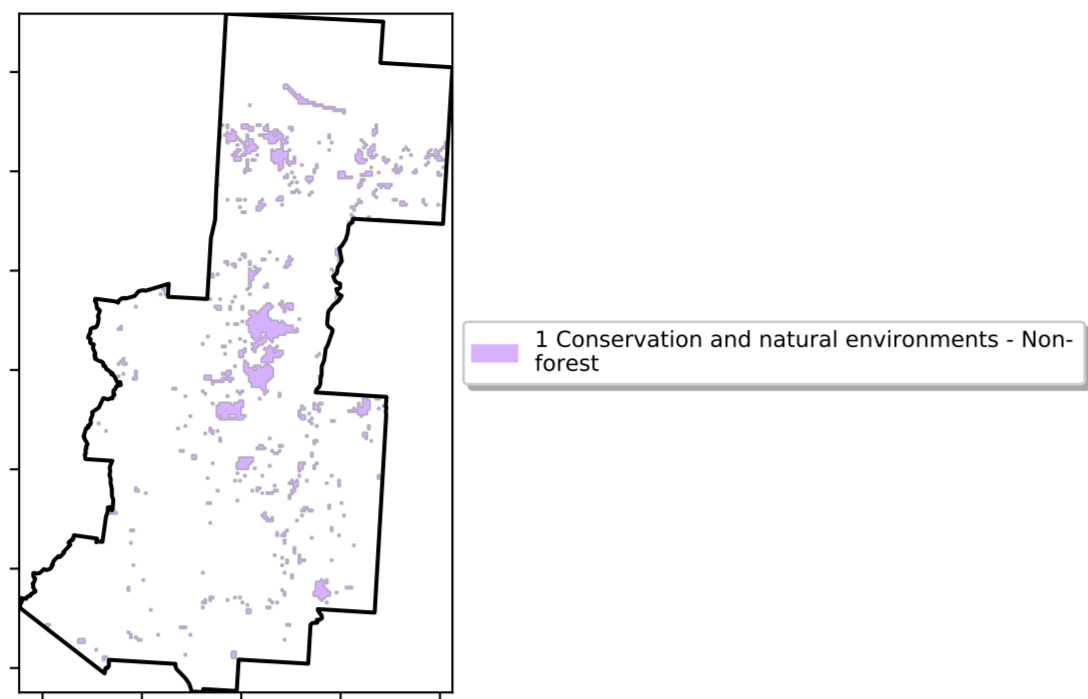 1 Conservation and natural environments - Non-
forest